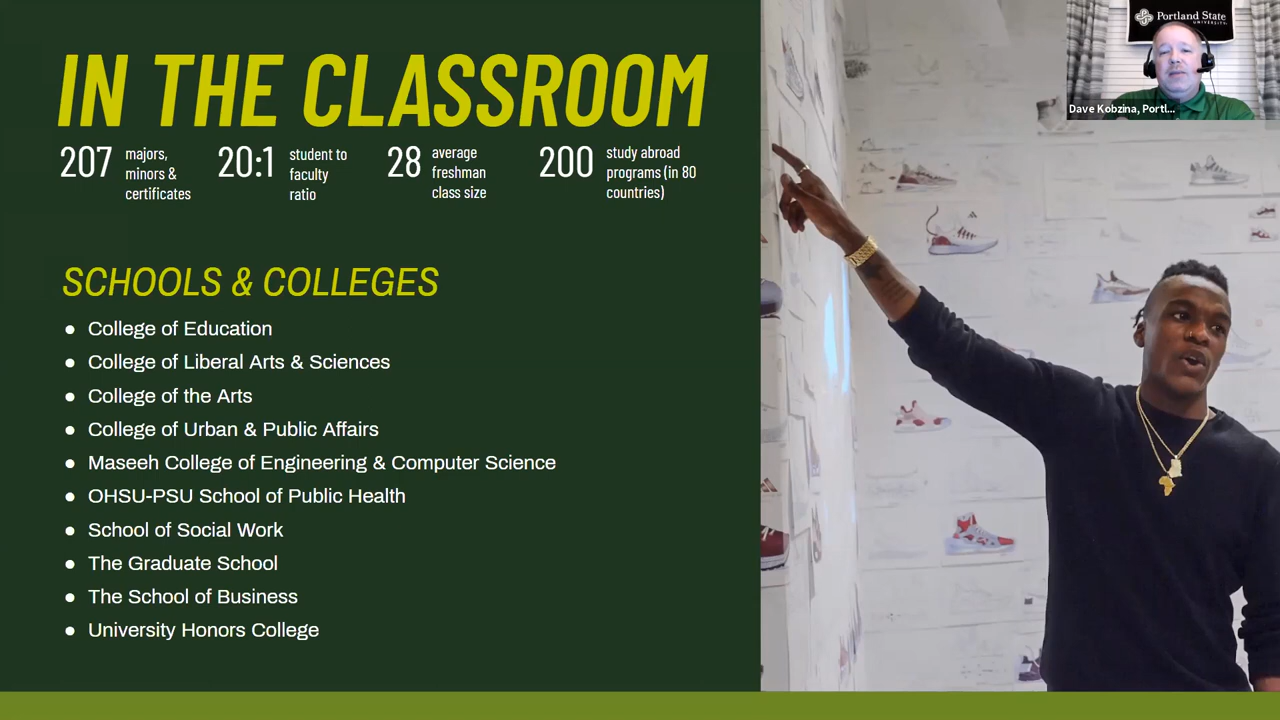 IN THE CLASSROOM
207 majors,
minors &
certificates
20:1 student to
faculty
ratio
28 average
freshman
class size
200 study abroad
programs (in 80
countries)
SCHOOLS & COLLEGES
● College of Education
● College of Liberal Arts & Sciences
● College of the Arts
● College of Urban & Public Affairs
● Maseeh College of Engineering & Computer Science
● OHSU-PSU School of Public Health
● School of Social Work
● The Graduate School
● The School of Business
● University Honors College
Portland State
UNIVERSITY
Dave Kobzina, Portl...